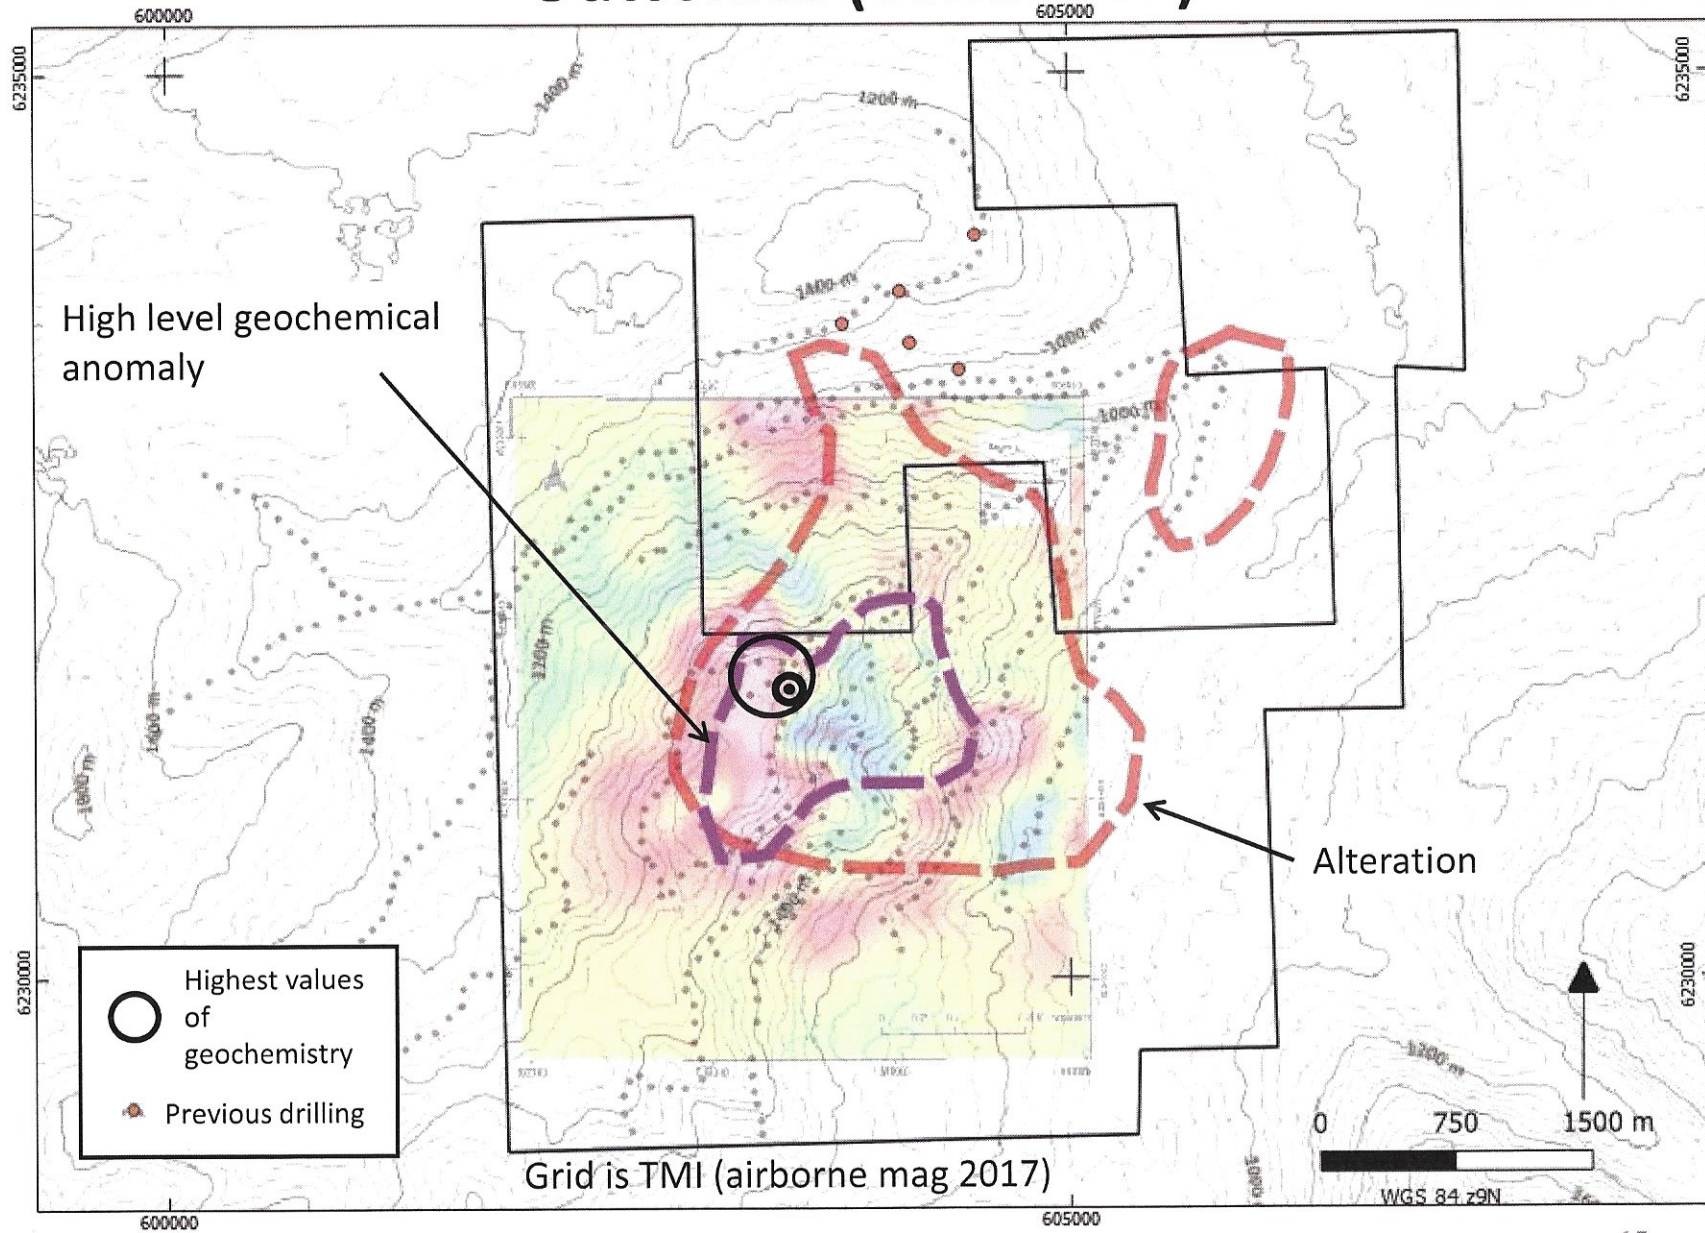 600000
605000
6235000
6235000
1400 m
1200 m
High level geochemical
anomaly
1400 m
1000 m
1000 m
1200 m
1600 m
1400 m
1800 m
Alteration
Highest values
of
geochemistry
Previous drilling
6230000
6230000
1200 m
0 750 1500 m
WGS 84 z9N
Grid is TMI (airborne mag 2017)
600000
605000